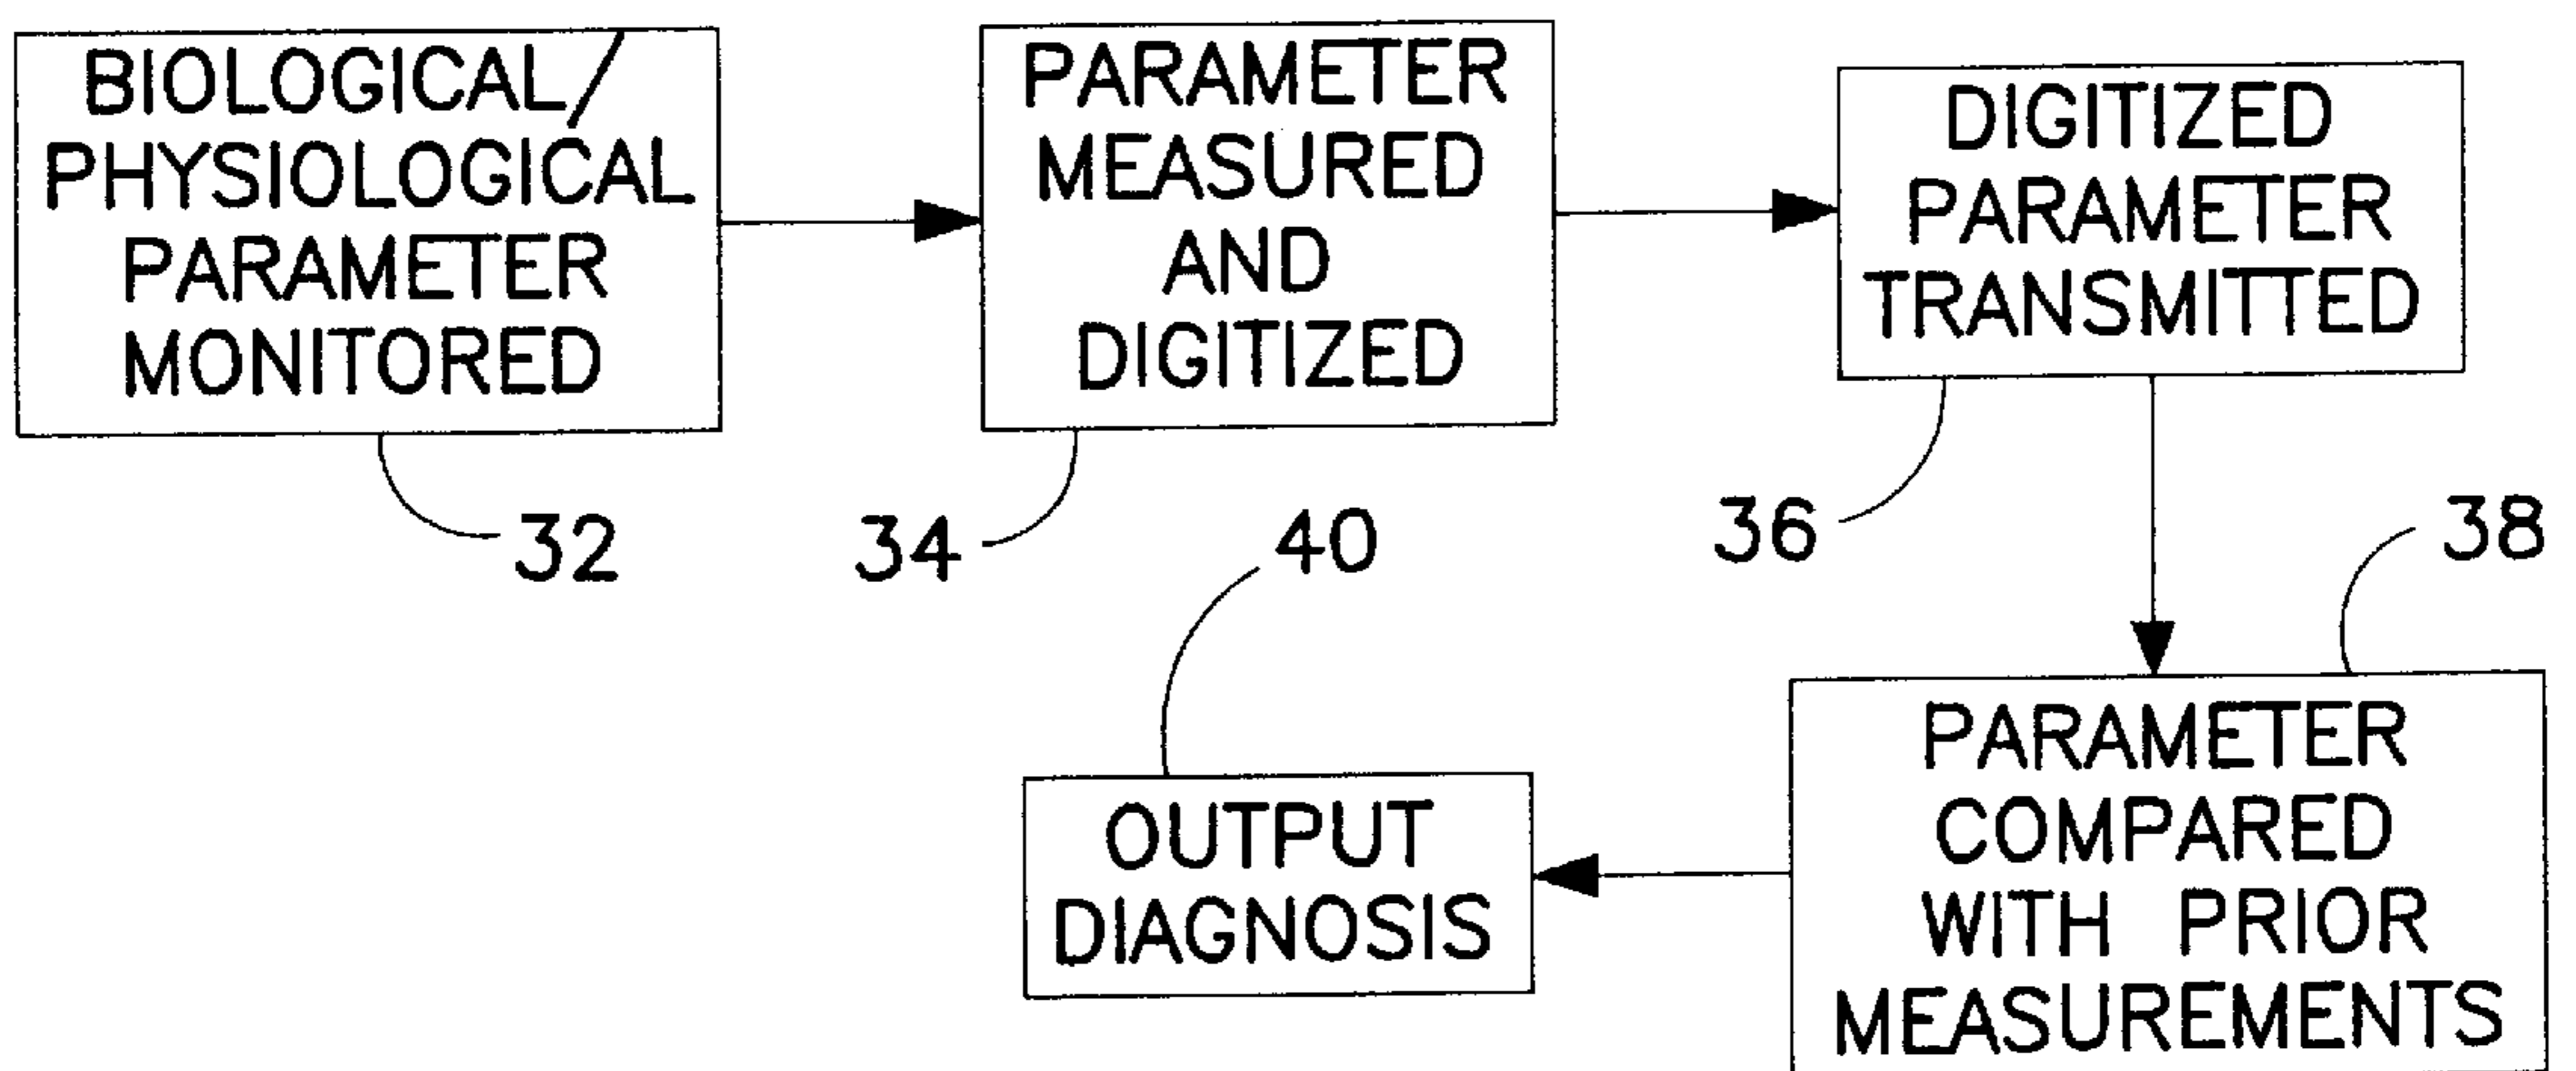 BIOLOGICAL/
PHYSIOLOGICAL
PARAMETER
MONITORED
32
PARAMETER
MEASURED
AND
DIGITIZED
34
DIGITIZED
PARAMETER
TRANSMITTED
36
PARAMETER
COMPARED
WITH PRIOR
MEASUREMENTS
38
OUTPUT
DIAGNOSIS
40